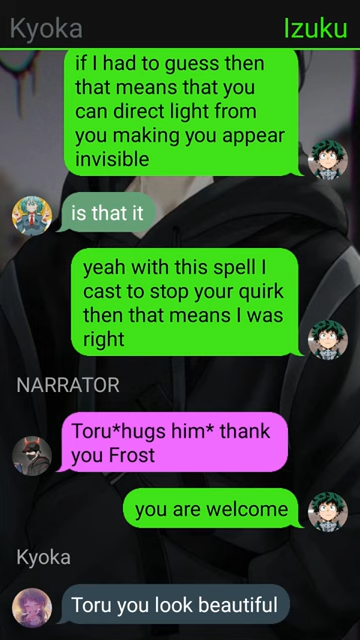 Kyoka Izuku
if I had to guess then
that means that you
can direct light from
you making you appear
invisible
is that it
yeah with this spell I
cast to stop your quirk
then that means I was
right
NARRATOR
Toru*hugs him* thank
you Frost
you are welcome
Kyoka
Toru you look beautiful